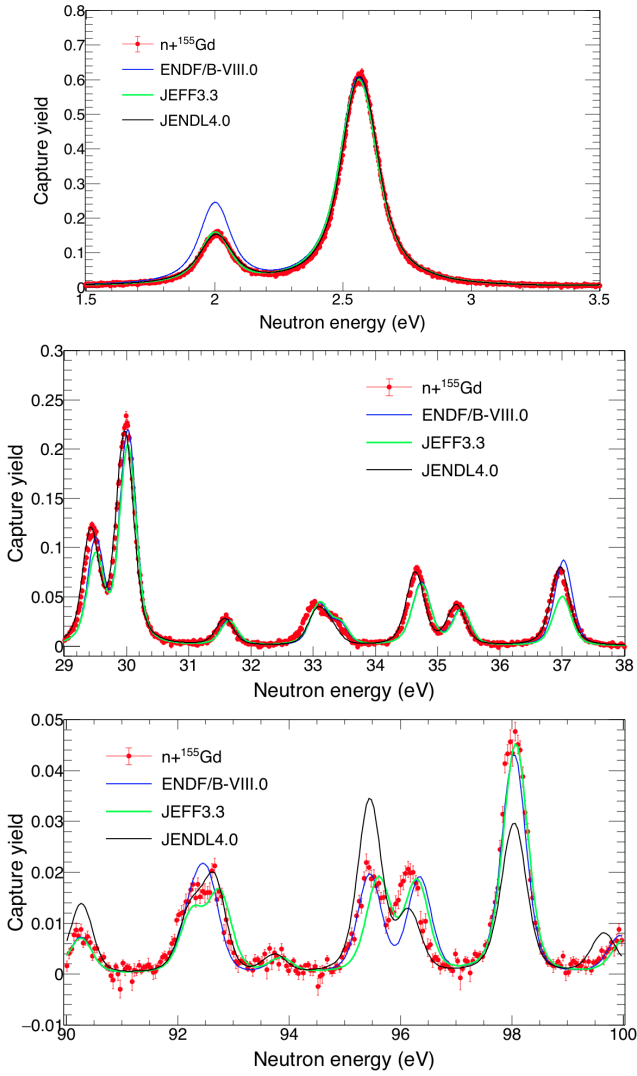 0.8
0.7
0.6
0.5
0.4
0.3
0.2
0.1
0
Capture yield
n+¹⁵⁵Gd
ENDF/B-VIII.0
JEFF3.3
JENDL4.0
1.5 2 2.5 3 3.5
Neutron energy (eV)
0.3
0.25
0.2
0.15
0.1
0.05
0
Capture yield
n+¹⁵⁵Gd
ENDF/B-VIII.0
JEFF3.3
JENDL4.0
29 30 31 32 33 34 35 36 37 38
Neutron energy (eV)
0.05
0.04
0.03
0.02
0.01
0
−0.01
Capture yield
n+¹⁵⁵Gd
ENDF/B-VIII.0
JEFF3.3
JENDL4.0
90 92 94 96 98 100
Neutron energy (eV)